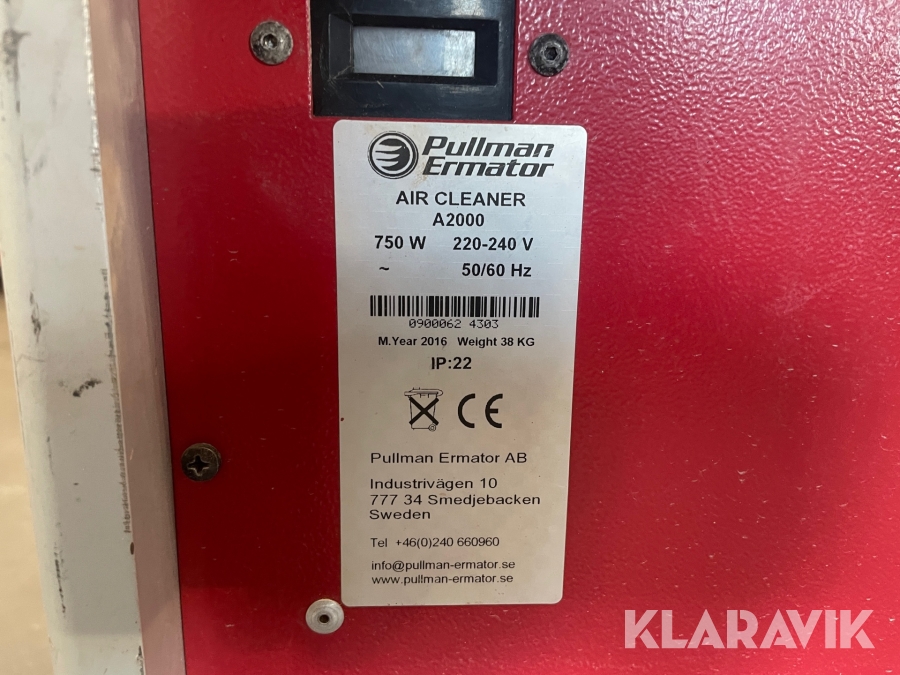 Pullman
Ermator
AIR CLEANER
A2000
750 W 220-240 V
~ 50/60 Hz
0900062 4303
M.Year 2016 Weight 38 KG
IP:22
CE
Pullman Ermator AB
Industrivägen 10
777 34 Smedjebacken
Sweden
Tel +46(0)240 660960
info@pullman-ermator.se
www.pullman-ermator.se
KLARAVIK